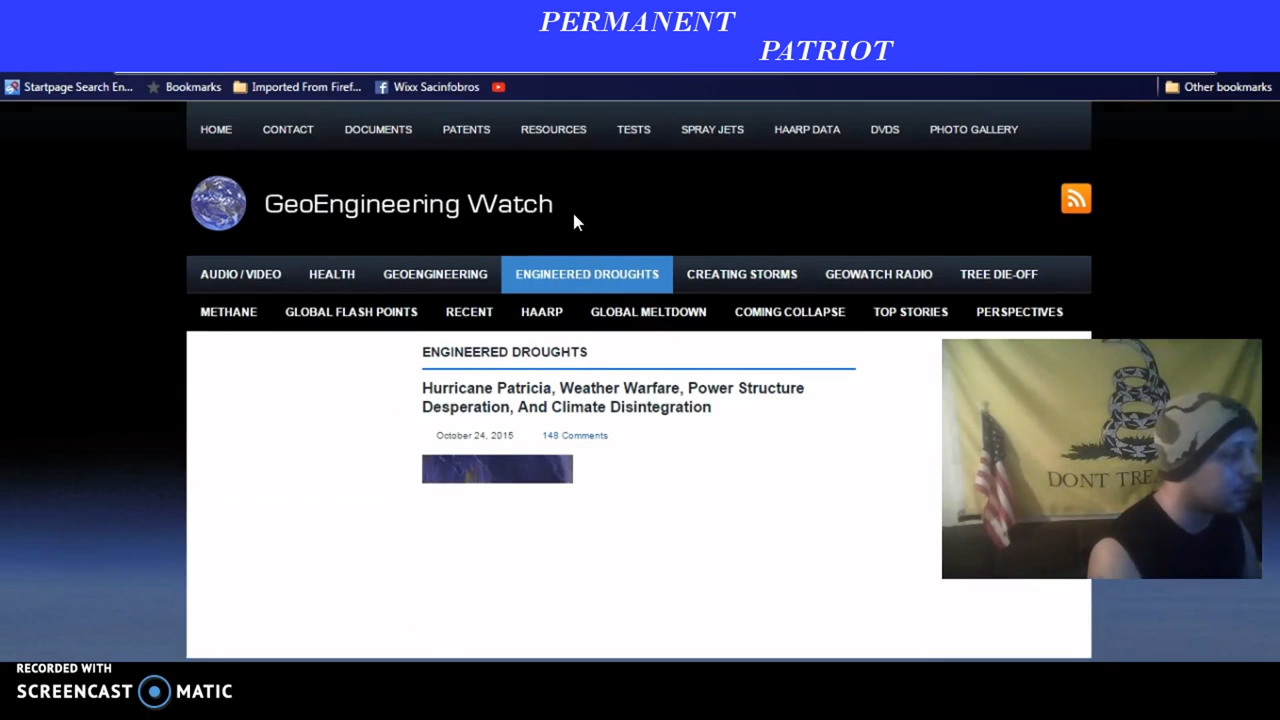 PERMANENT
PATRIOT
Startpage Search En... Bookmarks Imported From Firef... Wixx Sacinfobros Other bookmarks
HOME CONTACT DOCUMENTS PATENTS RESOURCES TESTS SPRAY JETS HAARP DATA DVDS PHOTO GALLERY
GeoEngineering Watch
AUDIO / VIDEO HEALTH GEOENGINEERING ENGINEERED DROUGHTS CREATING STORMS GEOWATCH RADIO TREE DIE-OFF
METHANE GLOBAL FLASH POINTS RECENT HAARP GLOBAL MELTDOWN COMING COLLAPSE TOP STORIES PERSPECTIVES
ENGINEERED DROUGHTS
Hurricane Patricia, Weather Warfare, Power Structure
Desperation, And Climate Disintegration
October 24, 2015 148 Comments
DONT TRE
RECORDED WITH
SCREENCAST MATIC